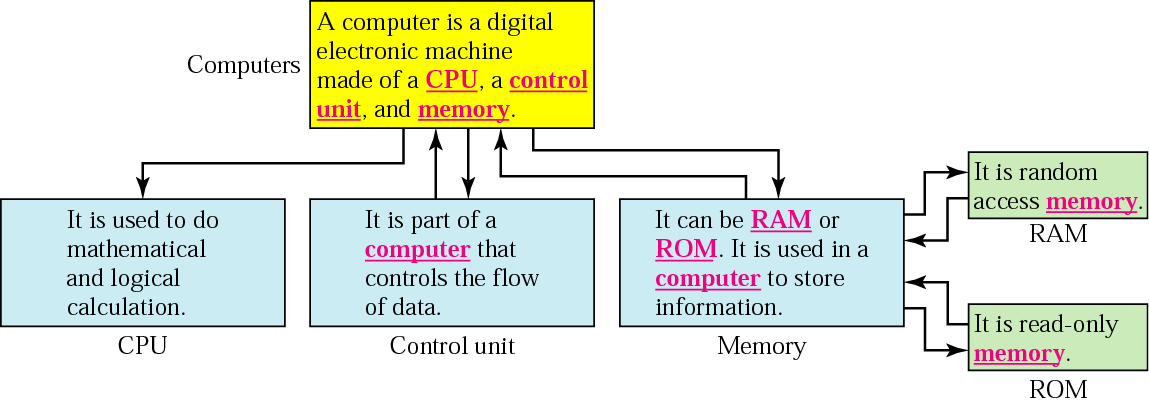 Computers
A computer is a digital
electronic machine
made of a CPU, a control
unit, and memory.
It is used to do
mathematical
and logical
calculation.
CPU
It is part of a
computer that
controls the flow
of data.
Control unit
It can be RAM or
ROM. It is used in a
computer to store
information.
Memory
It is random
access memory.
RAM
It is read-only
memory.
ROM